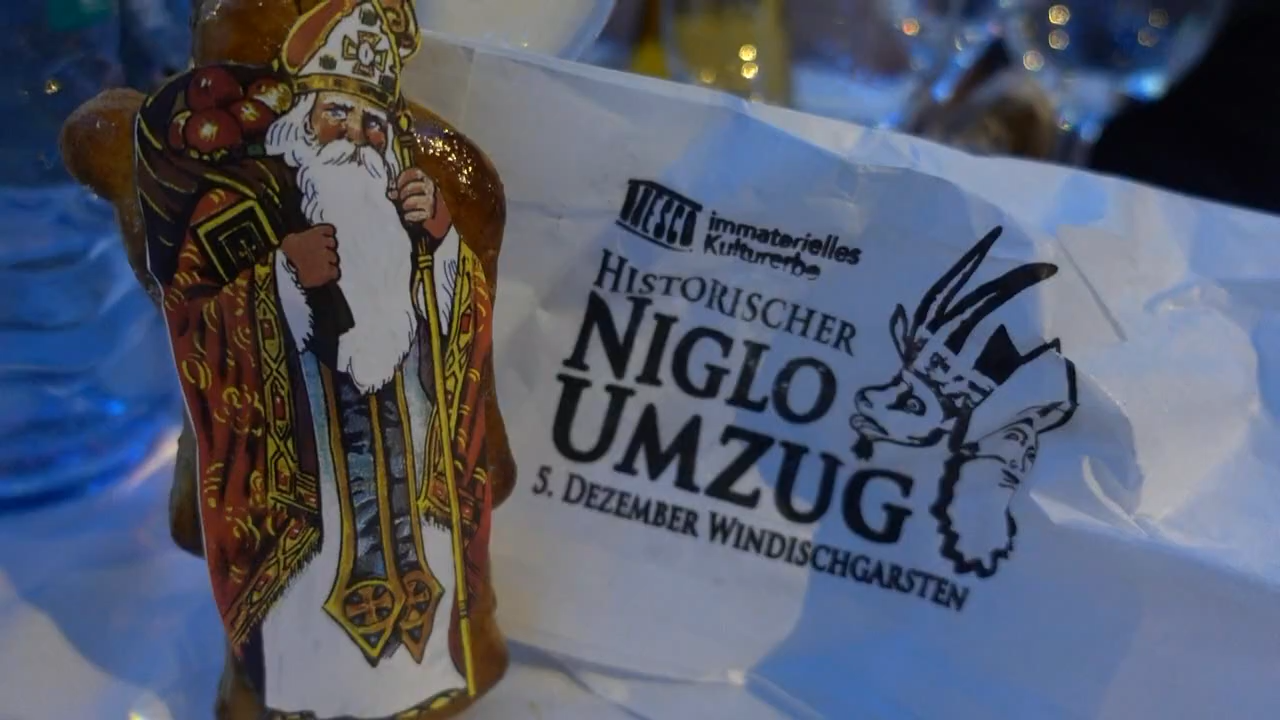 UNESCO
immaterielles
Kulturerbe
HISTORISCHER
NIGLO
UMZUG
5. DEZEMBER WINDISCHGARSTEN